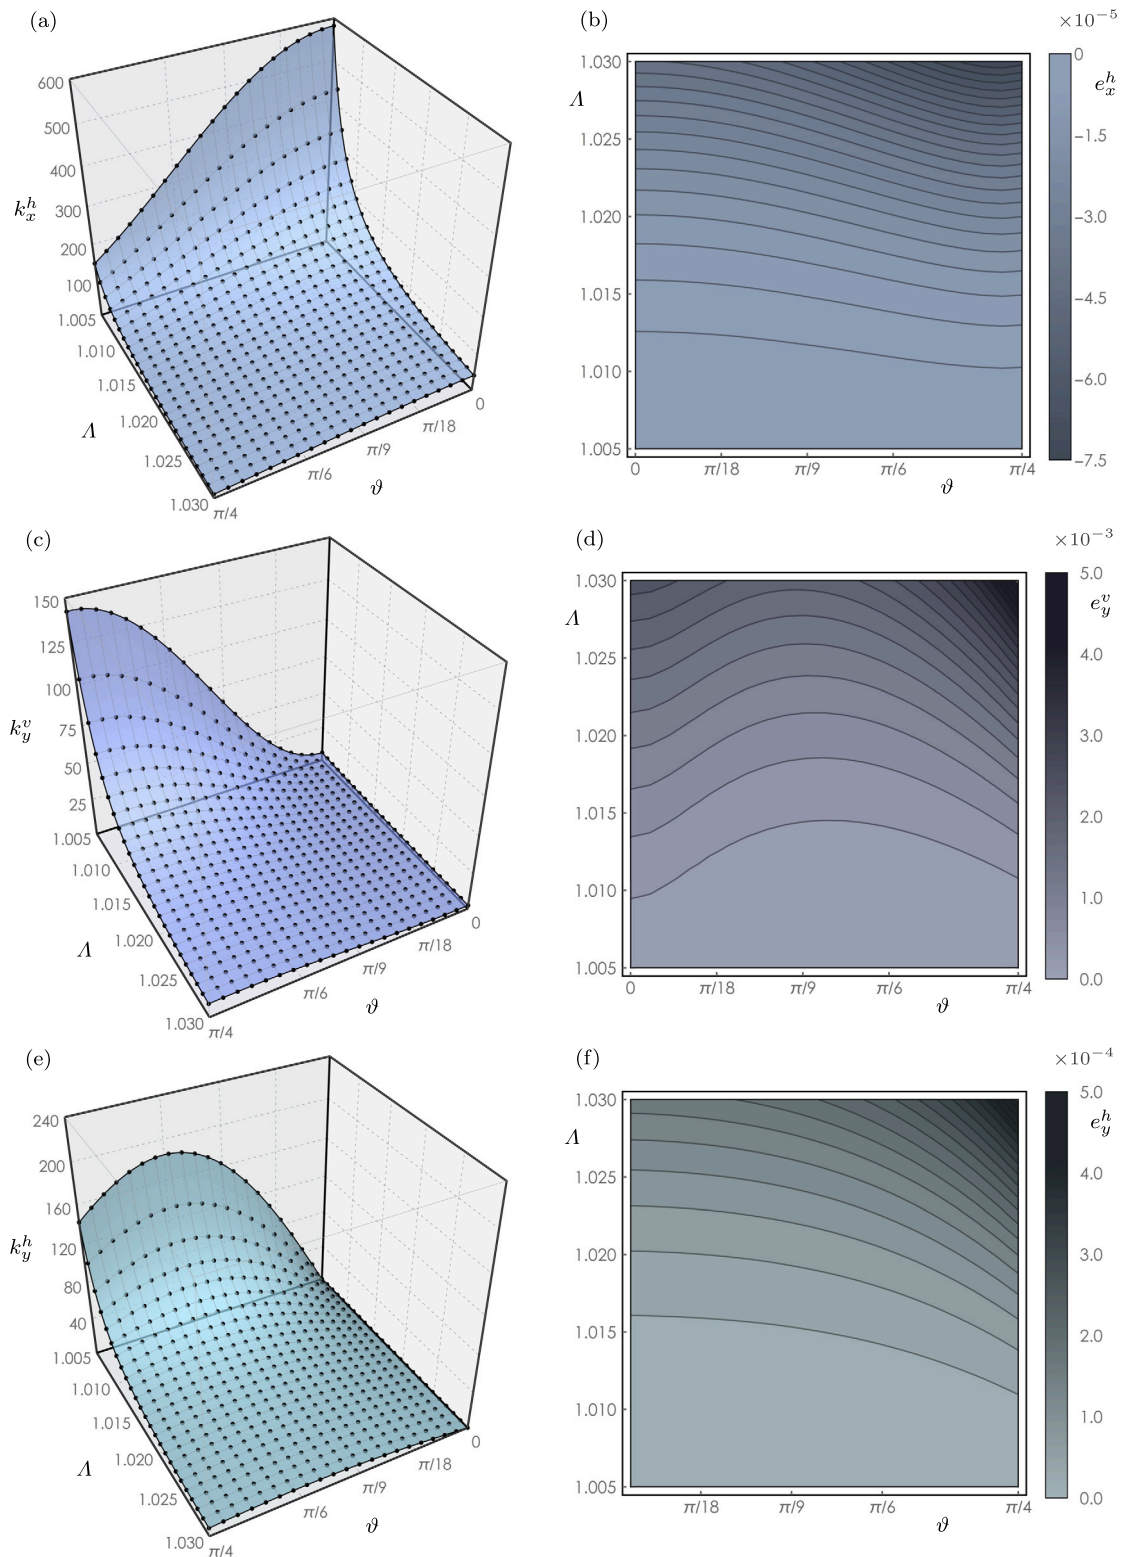 (a)
600
500
400
300
200
100
k_x^h
1.005
1.010
1.015
1.020
1.025
1.030
Λ
π/4
π/6
π/9
π/18
0
ϑ
(b)
×10⁻⁵
1.030
1.025
1.020
1.015
1.010
1.005
Λ
0
π/18
π/9
π/6
π/4
ϑ
0
e_x^h
−1.5
−3.0
−4.5
−6.0
−7.5
(c)
150
125
100
75
50
25
k_y^v
1.005
1.010
1.015
1.020
1.025
1.030
Λ
π/4
π/6
π/9
π/18
0
ϑ
(d)
×10⁻³
1.030
1.025
1.020
1.015
1.010
1.005
Λ
0
π/18
π/9
π/6
π/4
ϑ
5.0
e_y^v
4.0
3.0
2.0
1.0
0.0
(e)
240
200
160
120
80
40
k_y^h
1.005
1.010
1.015
1.020
1.025
1.030
Λ
π/4
π/6
π/9
π/18
0
ϑ
(f)
×10⁻⁴
1.030
1.025
1.020
1.015
1.010
1.005
Λ
π/18
π/9
π/6
π/4
ϑ
5.0
e_y^h
4.0
3.0
2.0
1.0
0.0